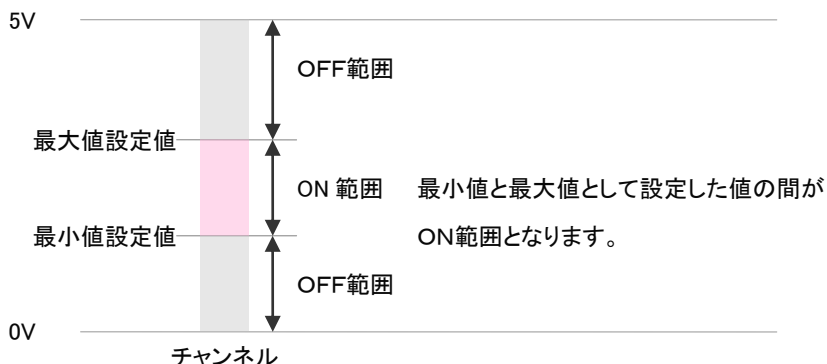 5V
OFF範囲
最大値設定値
ON 範囲 最小値と最大値として設定した値の間が
最小値設定値
ON範囲となります。
OFF範囲
0V
チャンネル